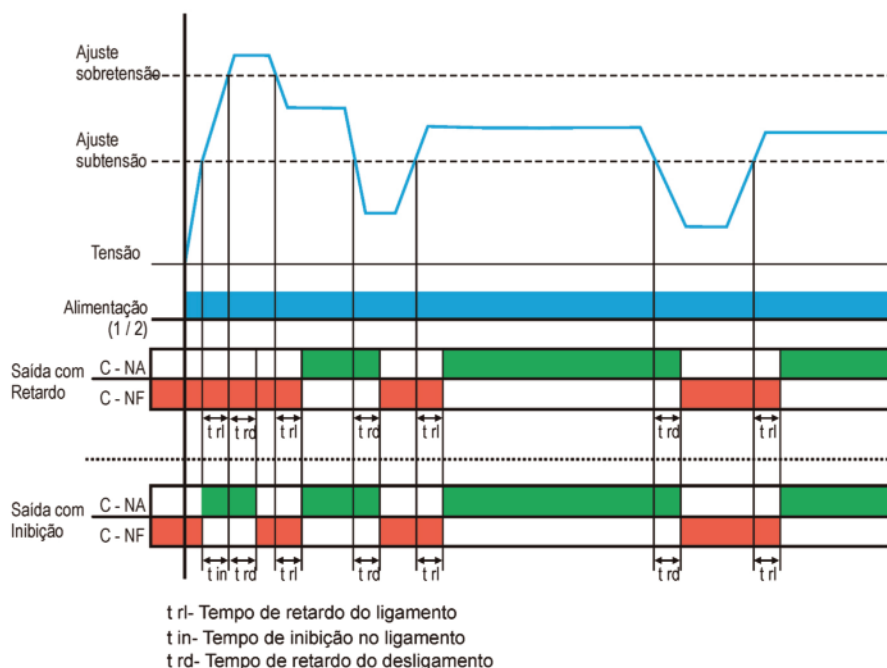 Ajuste
sobretensão
Ajuste
subtensão
Tensão
Alimentação
(1 / 2)
Saída com
Retardo
C - NA
C - NF
t rl
t rd
t rl
t rd
t rl
t rd
t rl
Saída com
Inibição
C - NA
C - NF
t in
t rd
t rl
t rd
t rl
t rd
t rl
t rl- Tempo de retardo do ligamento
t in- Tempo de inibição no ligamento
t rd- Tempo de retardo do desligamento